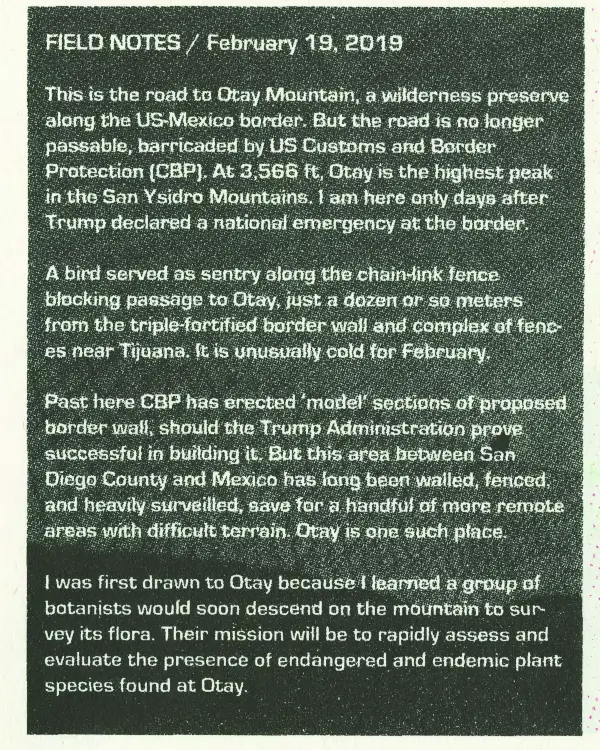 FIELD NOTES / February 19, 2019
This is the road to Otay Mountain, a wilderness preserve
along the US-Mexico border. But the road is no longer
passable, barricaded by US Customs and Border
Protection (CBP). At 3,566 ft, Otay is the highest peak
in the San Ysidro Mountains. I am here only days after
Trump declared a national emergency at the border.
A bird served as sentry along the chain-link fence
blocking passage to Otay, just a dozen or so meters
from the triple-fortified border wall and complex of fenc-
es near Tijuana. It is unusually cold for February.
Past here CBP has erected 'model' sections of proposed
border wall, should the Trump Administration prove
successful in building it. But this area between San
Diego County and Mexico has long been walled, fenced,
and heavily surveilled, save for a handful of more remote
areas with difficult terrain. Otay is one such place.
I was first drawn to Otay because I learned a group of
botanists would soon descend on the mountain to sur-
vey its flora. Their mission will be to rapidly assess and
evaluate the presence of endangered and endemic plant
species found at Otay.